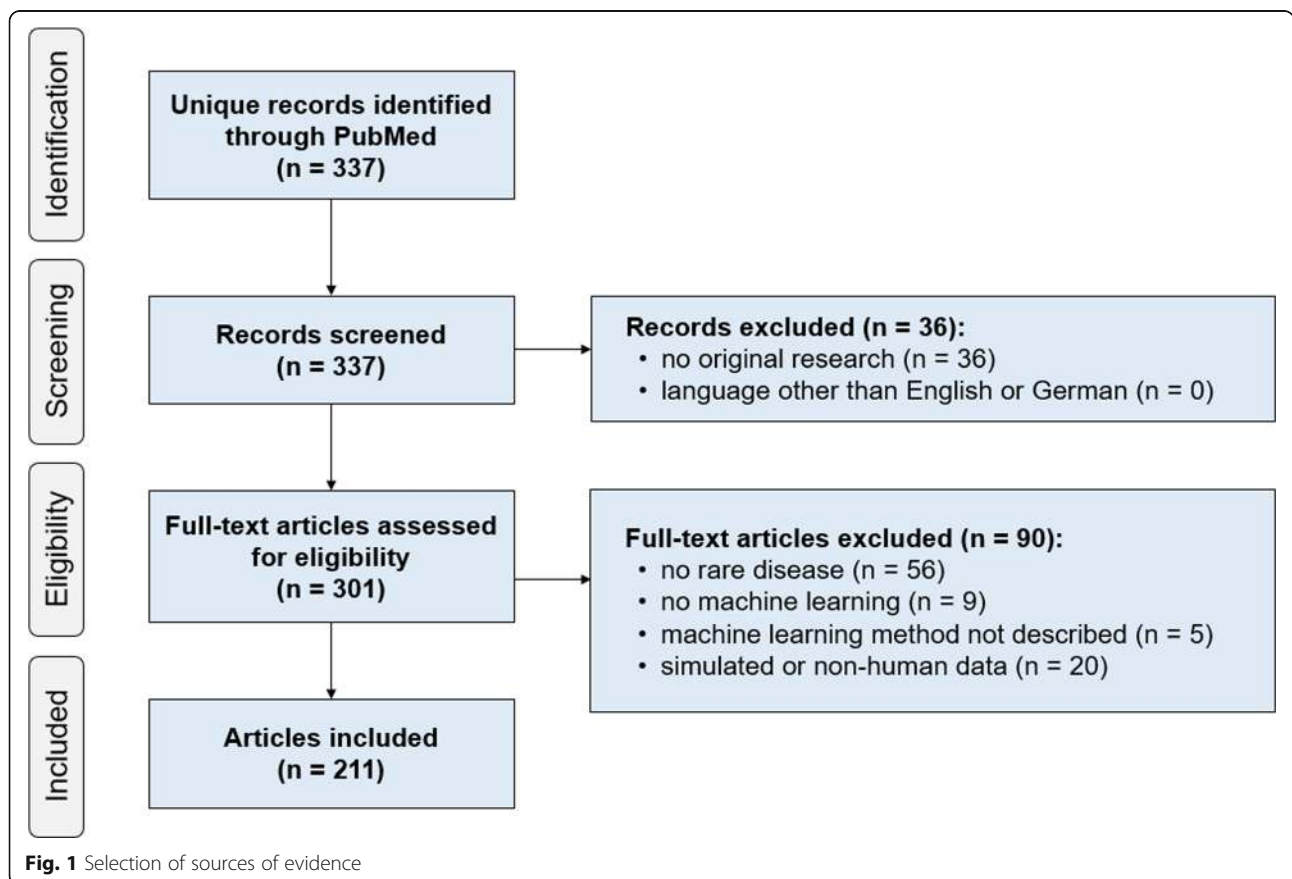 Identification
Unique records identified
through PubMed
(n = 337)
Screening
Records screened
(n = 337)
Records excluded (n = 36):
• no original research (n = 36)
• language other than English or German (n = 0)
Eligibility
Full-text articles assessed
for eligibility
(n = 301)
Full-text articles excluded (n = 90):
• no rare disease (n = 56)
• no machine learning (n = 9)
• machine learning method not described (n = 5)
• simulated or non-human data (n = 20)
Included
Articles included
(n = 211)
Fig. 1 Selection of sources of evidence